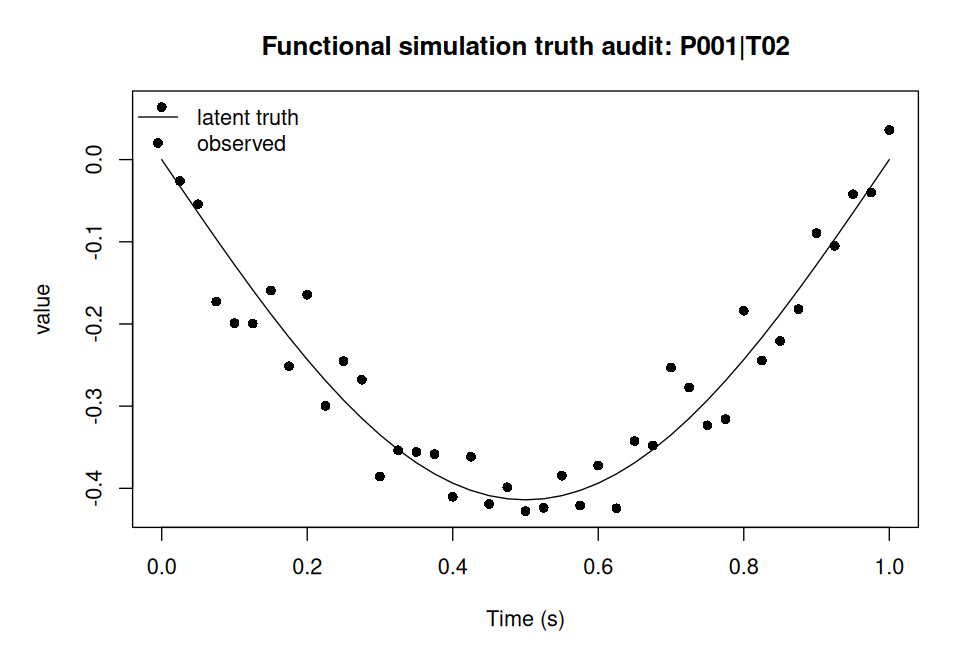 Functional simulation truth audit: P001|T02
latent truth
observed
0.0
-0.1
-0.2
-0.3
-0.4
value
0.0 0.2 0.4 0.6 0.8 1.0
Time (s)